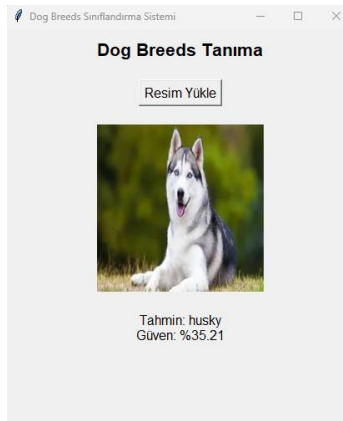 Dog Breeds Sınıflandırma Sistemi
Dog Breeds Tanıma
Resim Yükle
Tahmin: husky
Güven: %35.21